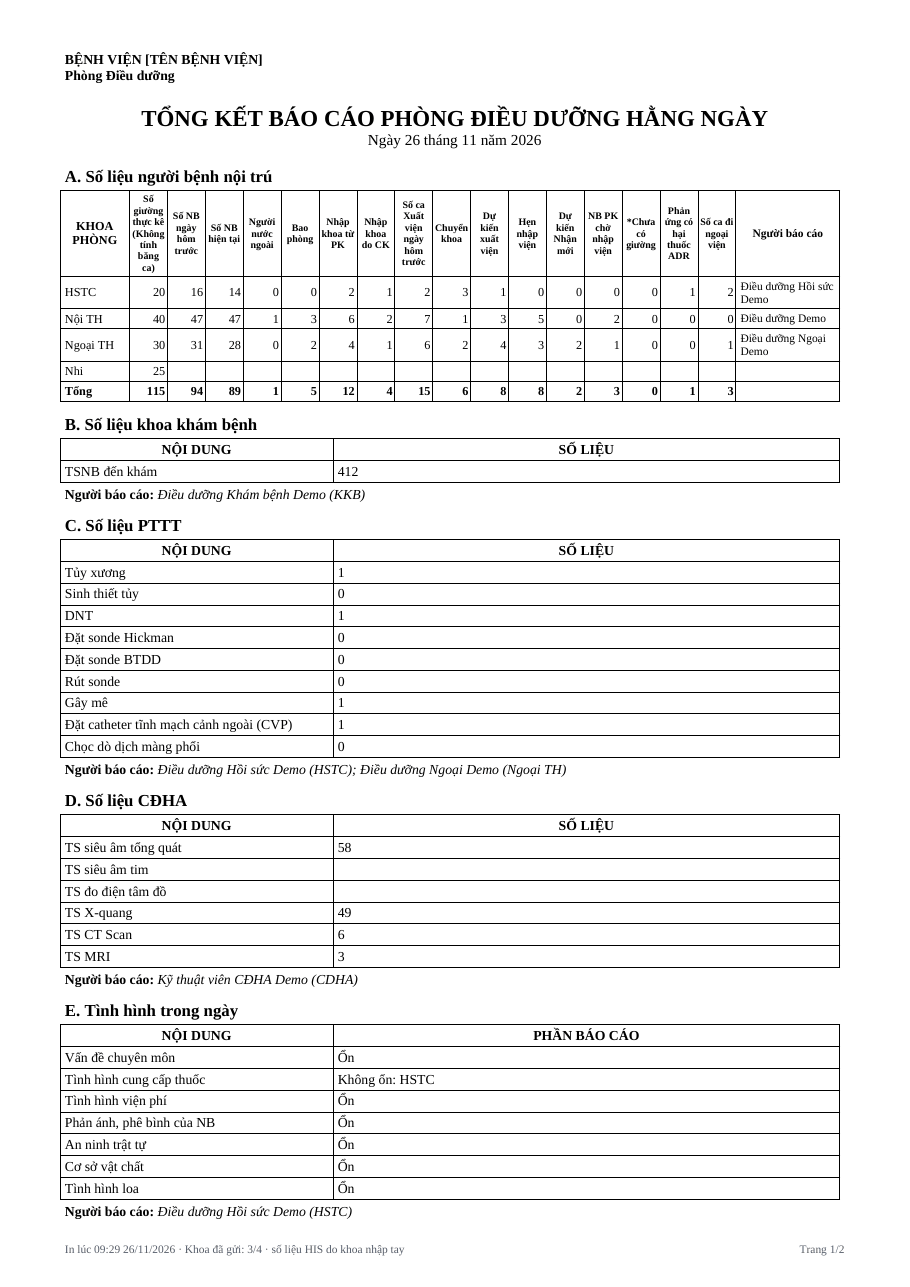 BỆNH VIỆN [TÊN BỆNH VIỆN]
Phòng Điều dưỡng
TỔNG KẾT BÁO CÁO PHÒNG ĐIỀU DƯỠNG HẰNG NGÀY
Ngày 26 tháng 11 năm 2026
A. Số liệu người bệnh nội trú
KHOA PHÒNG | Số giường thực kê (Không tính băng ca) | Số NB ngày hôm trước | Số NB hiện tại | Người nước ngoài | Bao phòng | Nhập khoa từ PK | Nhập khoa do CK | Số ca Xuất viện ngày hôm trước | Chuyển khoa | Dự kiến xuất viện | Hẹn nhập viện | Dự kiến Nhận mới | NB PK chờ nhập viện | *Chưa có giường | Phản ứng có hại thuốc ADR | Số ca đi ngoại viện | Người báo cáo
HSTC | 20 | 16 | 14 | 0 | 0 | 2 | 1 | 2 | 3 | 1 | 0 | 0 | 0 | 0 | 1 | 2 | Điều dưỡng Hồi sức Demo
Nội TH | 40 | 47 | 47 | 1 | 3 | 6 | 2 | 7 | 1 | 3 | 5 | 0 | 2 | 0 | 0 | 0 | Điều dưỡng Demo
Ngoại TH | 30 | 31 | 28 | 0 | 2 | 4 | 1 | 6 | 2 | 4 | 3 | 2 | 1 | 0 | 0 | 1 | Điều dưỡng Ngoại Demo
Nhi | 25
Tổng | 115 | 94 | 89 | 1 | 5 | 12 | 4 | 15 | 6 | 8 | 8 | 2 | 3 | 0 | 1 | 3
B. Số liệu khoa khám bệnh
NỘI DUNG | SỐ LIỆU
TSNB đến khám | 412
Người báo cáo: Điều dưỡng Khám bệnh Demo (KKB)
C. Số liệu PTTT
NỘI DUNG | SỐ LIỆU
Tủy xương | 1
Sinh thiết tủy | 0
DNT | 1
Đặt sonde Hickman | 0
Đặt sonde BTDD | 0
Rút sonde | 0
Gây mê | 1
Đặt catheter tĩnh mạch cảnh ngoài (CVP) | 1
Chọc dò dịch màng phổi | 0
Người báo cáo: Điều dưỡng Hồi sức Demo (HSTC); Điều dưỡng Ngoại Demo (Ngoại TH)
D. Số liệu CĐHA
NỘI DUNG | SỐ LIỆU
TS siêu âm tổng quát | 58
TS siêu âm tim
TS đo điện tâm đồ
TS X-quang | 49
TS CT Scan | 6
TS MRI | 3
Người báo cáo: Kỹ thuật viên CĐHA Demo (CDHA)
E. Tình hình trong ngày
NỘI DUNG | PHẦN BÁO CÁO
Vấn đề chuyên môn | Ổn
Tình hình cung cấp thuốc | Không ổn: HSTC
Tình hình viện phí | Ổn
Phản ánh, phê bình của NB | Ổn
An ninh trật tự | Ổn
Cơ sở vật chất | Ổn
Tình hình loa | Ổn
Người báo cáo: Điều dưỡng Hồi sức Demo (HSTC)
In lúc 09:29 26/11/2026 · Khoa đã gửi: 3/4 · số liệu HIS do khoa nhập tay
Trang 1/2